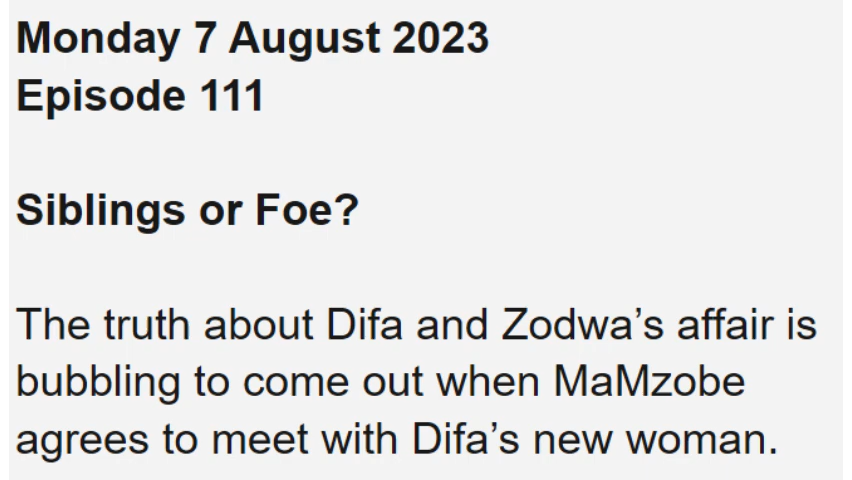 Monday 7 August 2023
Episode 111
Siblings or Foe?
The truth about Difa and Zodwa’s affair is
bubbling to come out when MaMzobe
agrees to meet with Difa’s new woman.